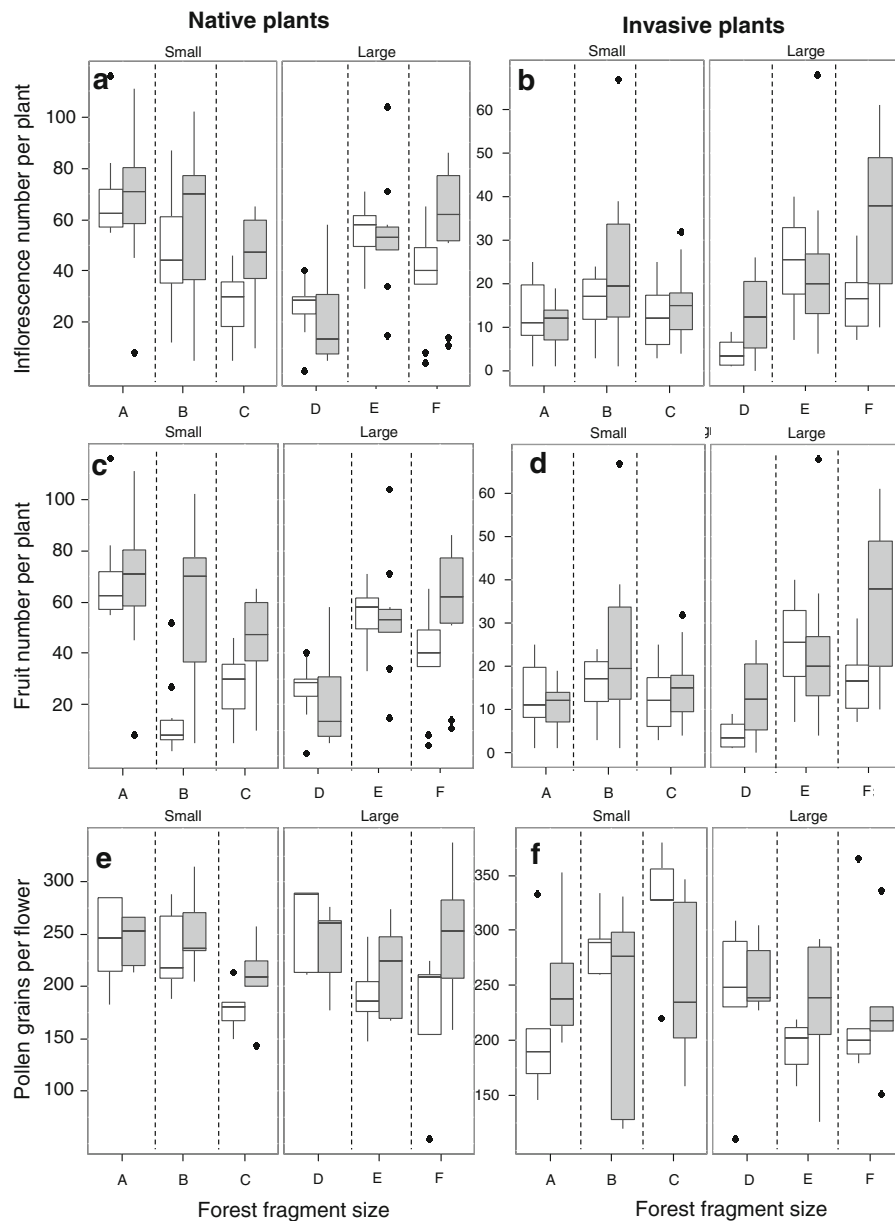 Native plants
Invasive plants
Small
Large
Small
Large
a
b
Inflorescence number per plant
100
80
60
40
20
60
50
40
30
20
10
0
A
B
C
D
E
F
A
B
C
D
E
F
Small
Large
Small
Large
c
d
Fruit number per plant
100
80
60
40
20
60
50
40
30
20
10
0
A
B
C
D
E
F
A
B
C
D
E
F
Small
Large
Small
Large
e
f
Pollen grains per flower
300
250
200
150
100
350
300
250
200
150
A
B
C
D
E
F
A
B
C
D
E
F
Forest fragment size
Forest fragment size